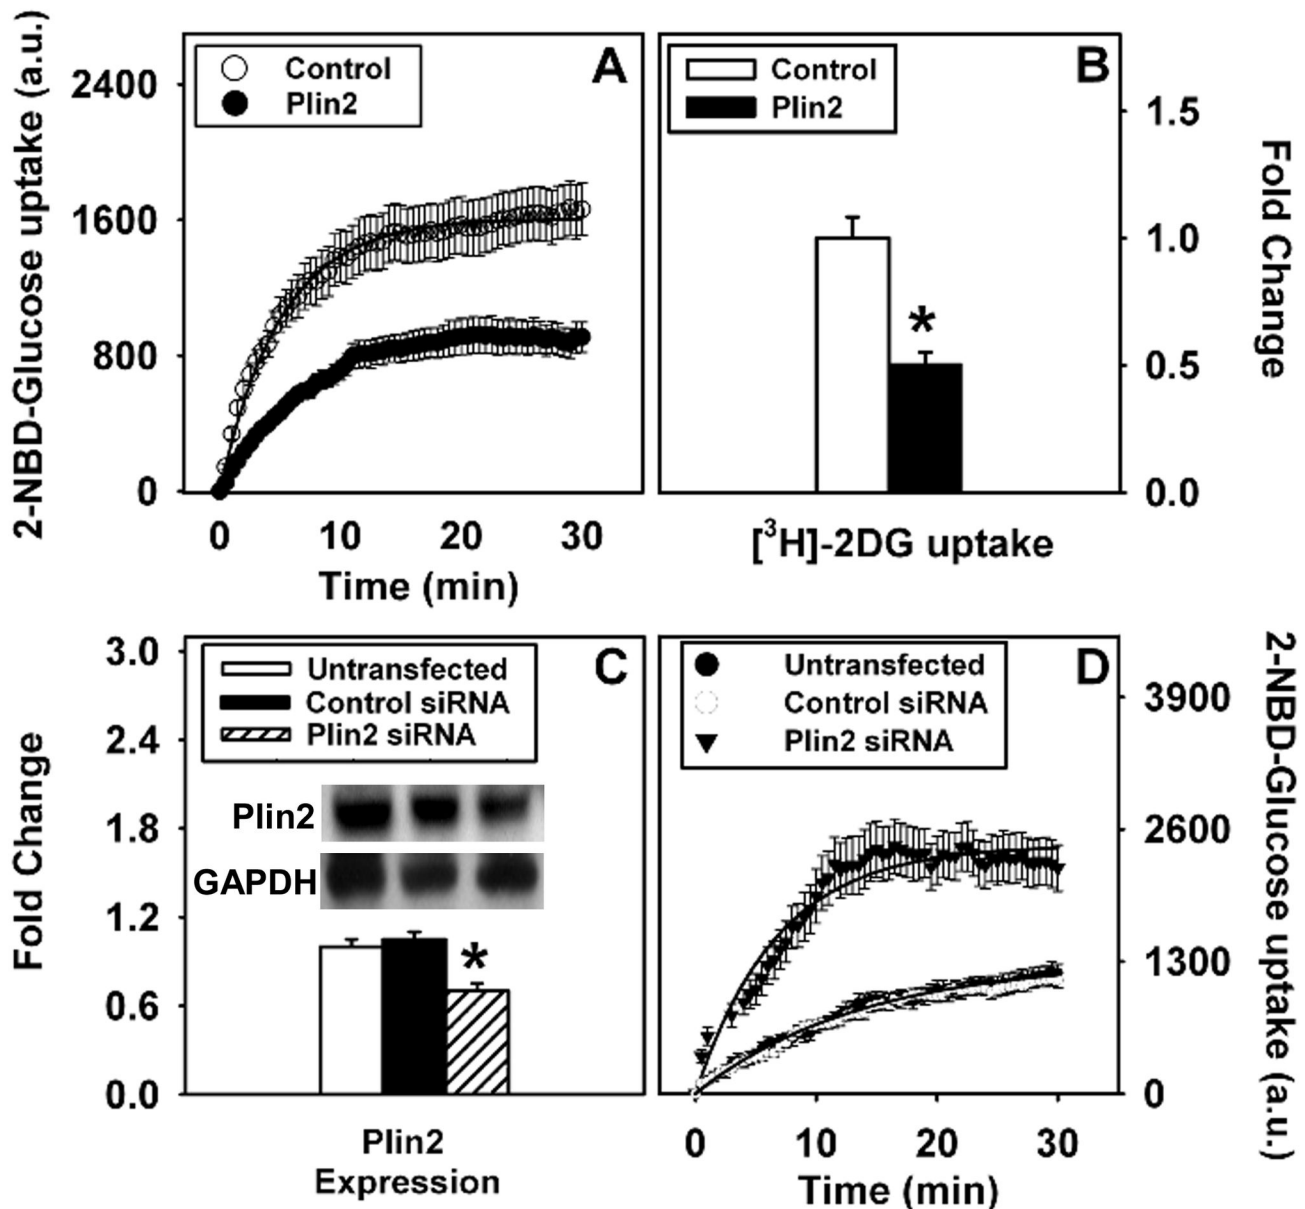 A
Control
Plin2
2-NBD-Glucose uptake (a.u.)
2400
1600
800
0
0 10 20 30
Time (min)
B
Control
Plin2
*
1.5
1.0
0.5
0.0
Fold Change
[³H]-2DG uptake
C
Untransfected
Control siRNA
Plin2 siRNA
Fold Change
3.0
2.4
1.8
1.2
0.6
0.0
Plin2
GAPDH
*
Plin2
Expression
D
Untransfected
Control siRNA
Plin2 siRNA
3900
2600
1300
0
2-NBD-Glucose uptake (a.u.)
0 10 20 30
Time (min)